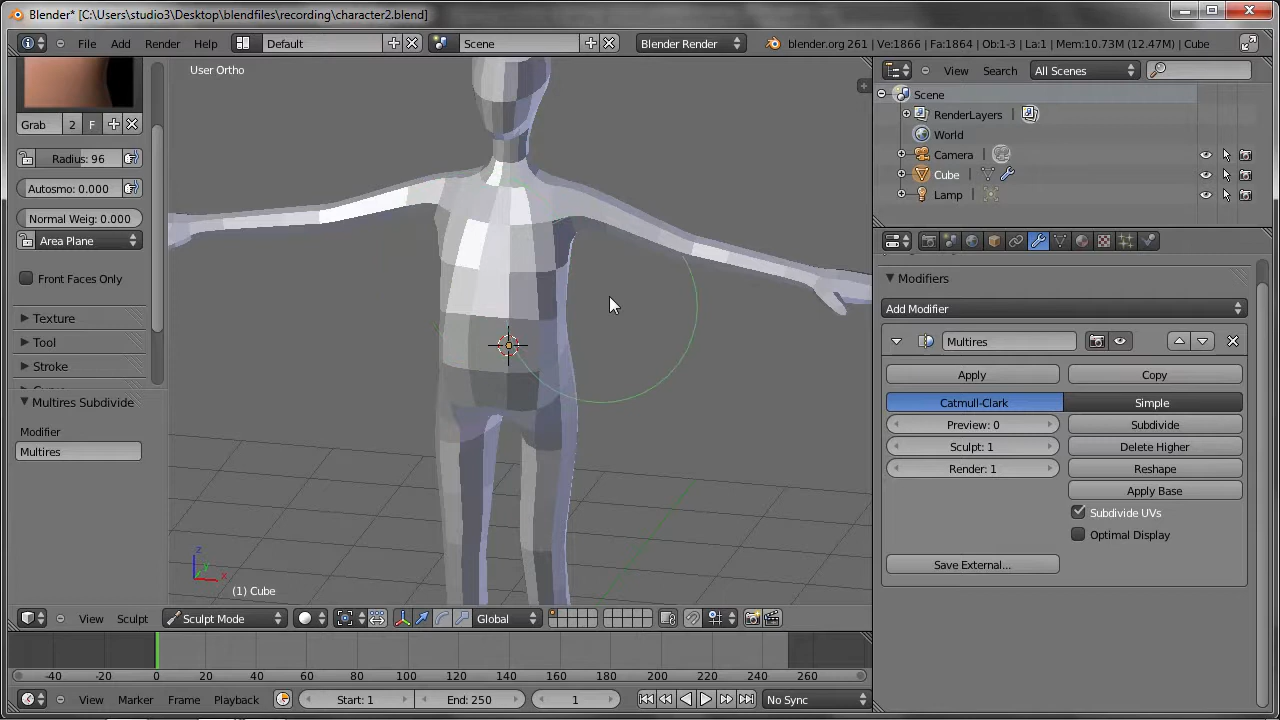 Blender* [C:\Users\studio3\Desktop\blendfiles\recording\character2.blend]
File Add Render Help Default Scene Blender Render blender.org 261 | Ve:1866 | Fa:1864 | Ob:1-3 | La:1 | Mem:10.73M (12.47M) | Cube
User Ortho
Grab 2 F
Radius: 96
Autosmo: 0.000
Normal Weig: 0.000
Area Plane
Front Faces Only
Texture
Tool
Stroke
Multires Subdivide
Modifier
Multires
z
y
x
(1) Cube
View Sculpt Sculpt Mode Global
-40 -20 0 20 40 60 80 100 120 140 160 180 200 220 240 260
View Marker Frame Playback Start: 1 End: 250 1 No Sync
View Search All Scenes
Scene
RenderLayers
World
Camera
Cube
Lamp
Modifiers
Add Modifier
Multires
Apply Copy
Catmull-Clark Simple
Preview: 0 Subdivide
Sculpt: 1 Delete Higher
Render: 1 Reshape
Apply Base
Subdivide UVs
Optimal Display
Save External...